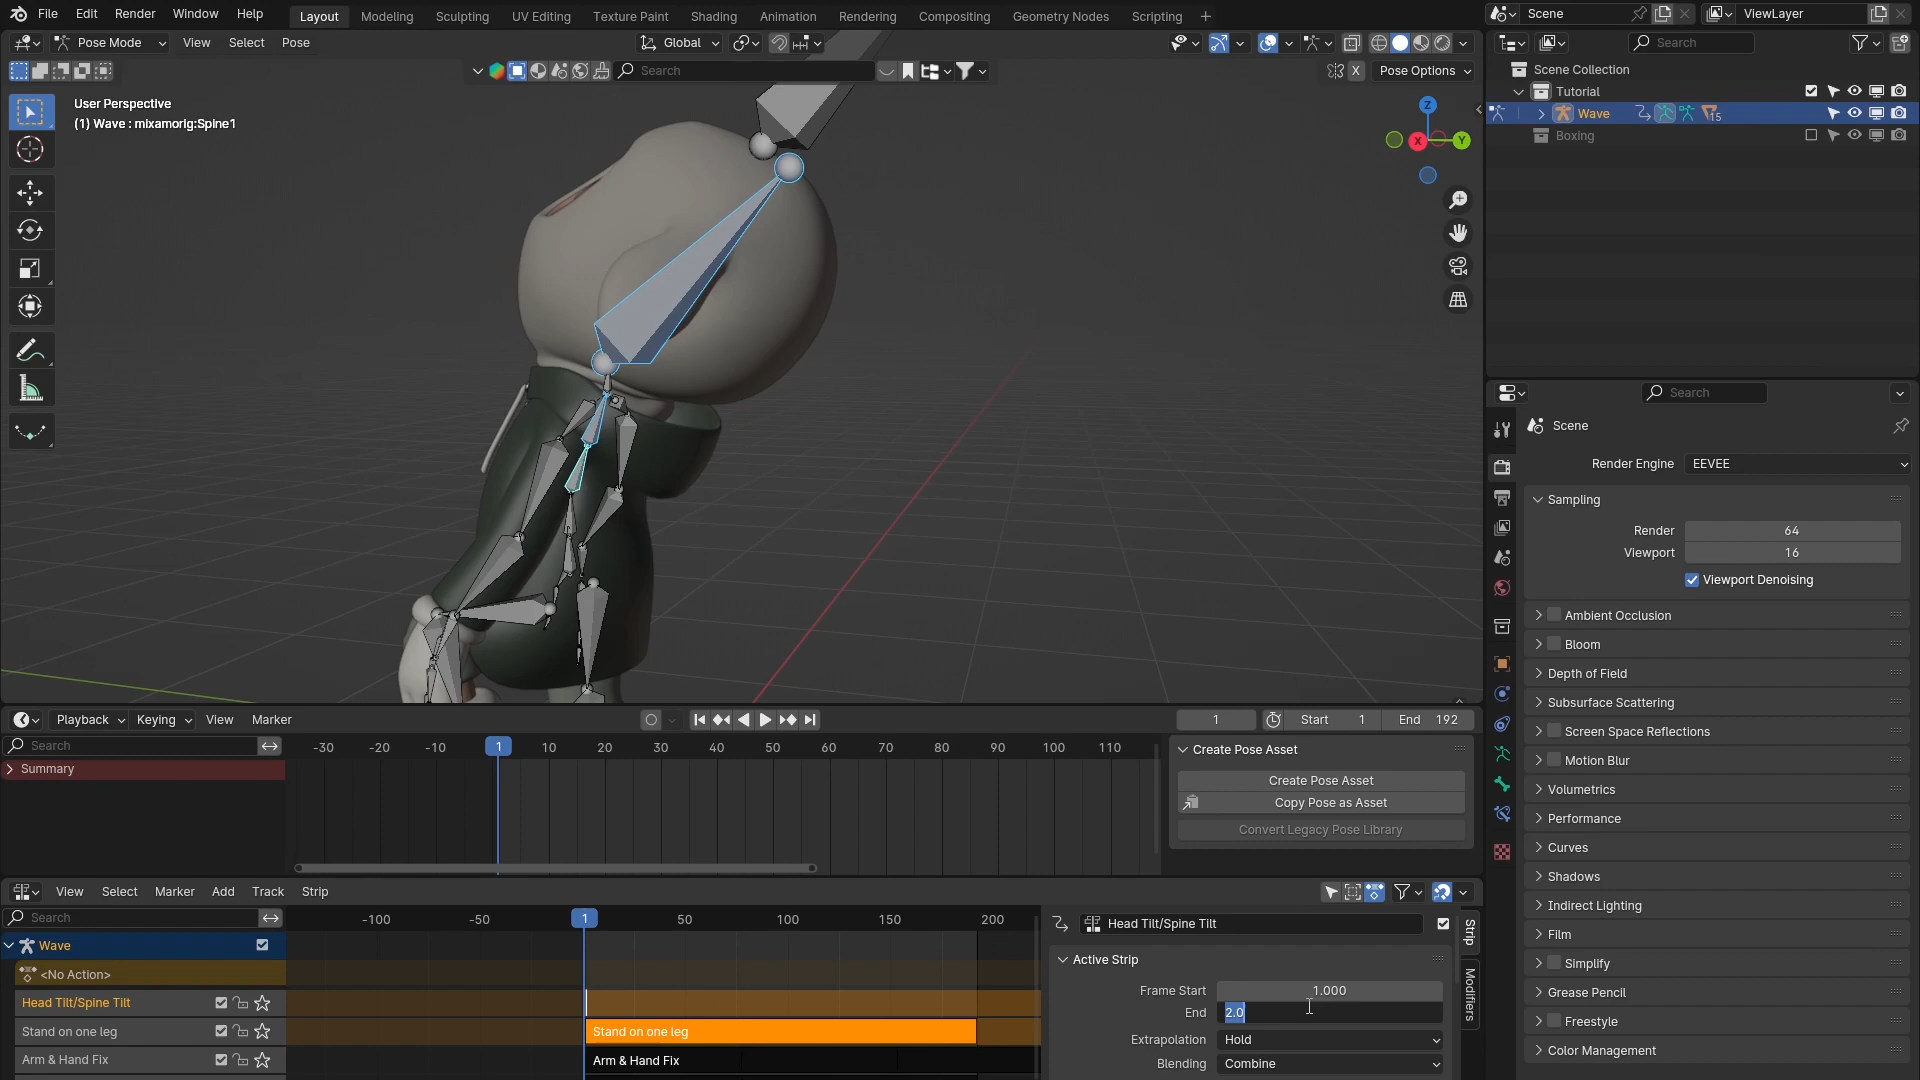 File Edit Render Window Help Layout Modeling Sculpting UV Editing Texture Paint Shading Animation Rendering Compositing Geometry Nodes Scripting + Scene ViewLayer
Pose Mode View Select Pose Global Search
Search X Pose Options
Scene Collection
Tutorial
Wave 15
Boxing
User Perspective
(1) Wave : mixamorig:Spine1
Z
X
Y
Search
Scene
Render Engine EEVEE
Sampling
Render 64
Viewport 16
Viewport Denoising
Ambient Occlusion
Bloom
Depth of Field
Subsurface Scattering
Screen Space Reflections
Motion Blur
Volumetrics
Performance
Curves
Shadows
Indirect Lighting
Film
Simplify
Grease Pencil
Freestyle
Color Management
Playback Keying View Marker 1 Start 1 End 192
Search -30 -20 -10 1 10 20 30 40 50 60 70 80 90 100 110
Summary
Create Pose Asset
Create Pose Asset
Copy Pose as Asset
Convert Legacy Pose Library
View Select Marker Add Track Strip
Search -100 -50 1 50 100 150 200
Wave
<No Action>
Head Tilt/Spine Tilt
Stand on one leg Stand on one leg
Arm & Hand Fix Arm & Hand Fix
Head Tilt/Spine Tilt
Active Strip
Frame Start 1.000
End 2.0
Extrapolation Hold
Blending Combine
Strip
Modifiers